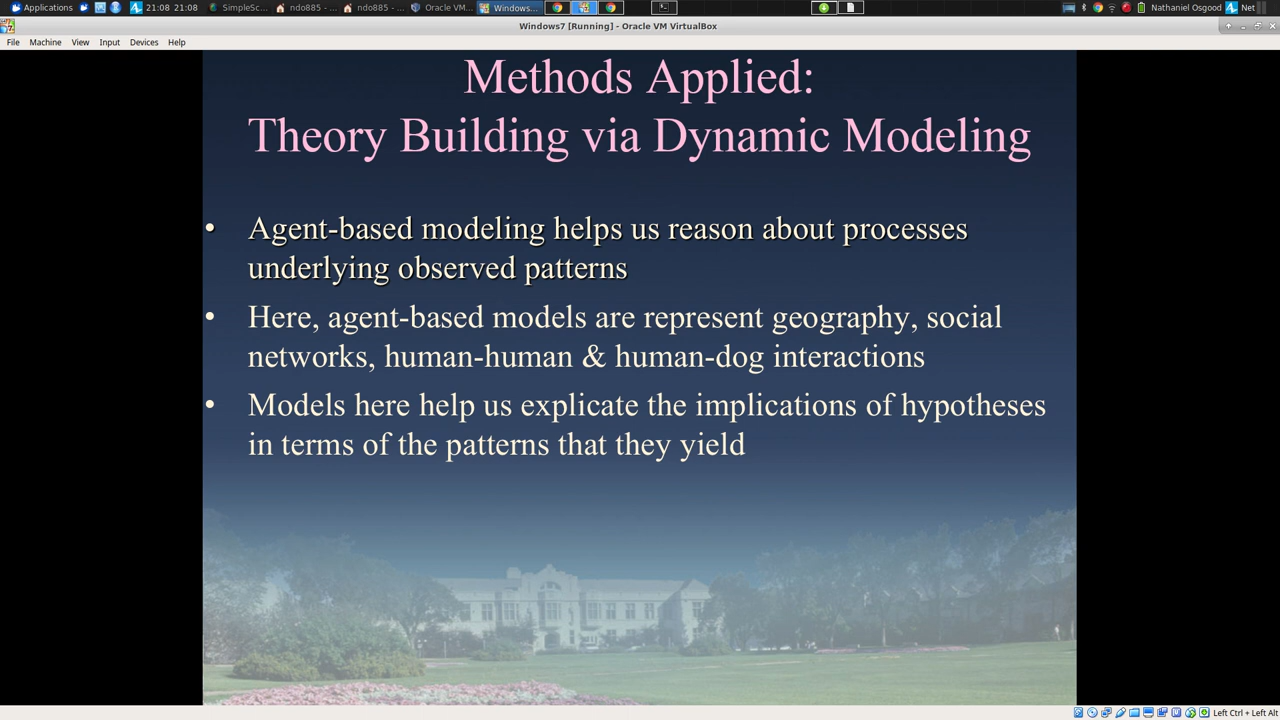 Applications
21:08 21:08
SimpleSc...
ndo885 - ...
ndo885 - ...
Oracle VM...
Windows...
Nathaniel Osgood
Net
Windows7 [Running] - Oracle VM VirtualBox
File Machine View Input Devices Help
Methods Applied:
Theory Building via Dynamic Modeling
• Agent-based modeling helps us reason about processes
underlying observed patterns
• Here, agent-based models are represent geography, social
networks, human-human & human-dog interactions
• Models here help us explicate the implications of hypotheses
in terms of the patterns that they yield
Left Ctrl + Left Alt